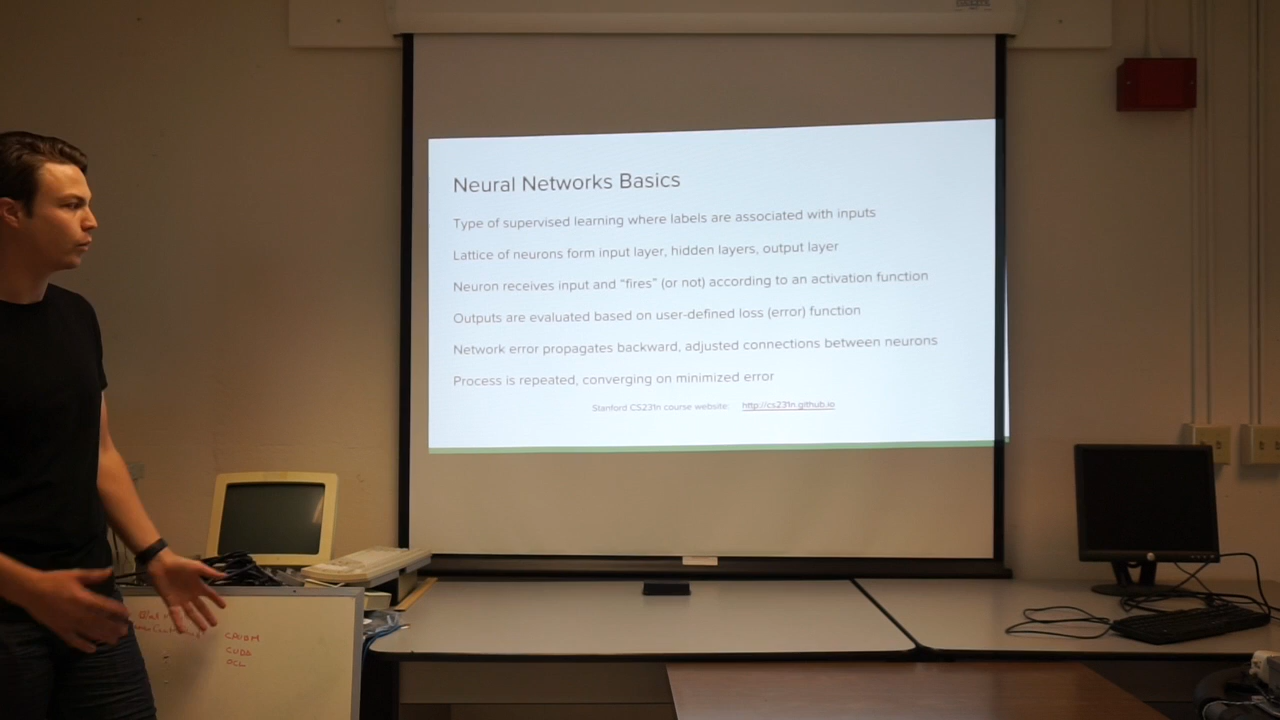 Neural Networks Basics
Type of supervised learning where labels are associated with inputs
Lattice of neurons form input layer, hidden layers, output layer
Neuron receives input and “fires” (or not) according to an activation function
Outputs are evaluated based on user-defined loss (error) function
Network error propagates backward, adjusted connections between neurons
Process is repeated, converging on minimized error
Stanford CS231n course website: http://cs231n.github.io
CUDA
OCL